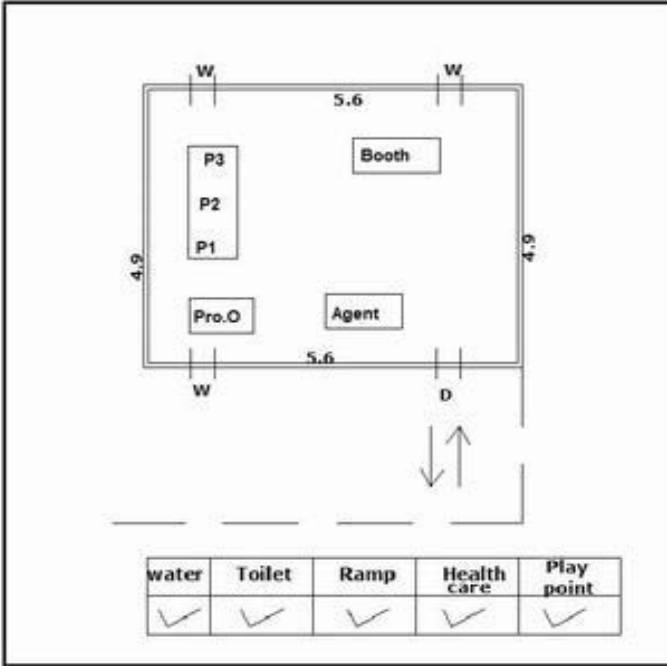 W W
5.6
P3 Booth
P2
P1
4.9 4.9
Pro.O Agent
5.6
W D
water Toilet Ramp Health care Play point